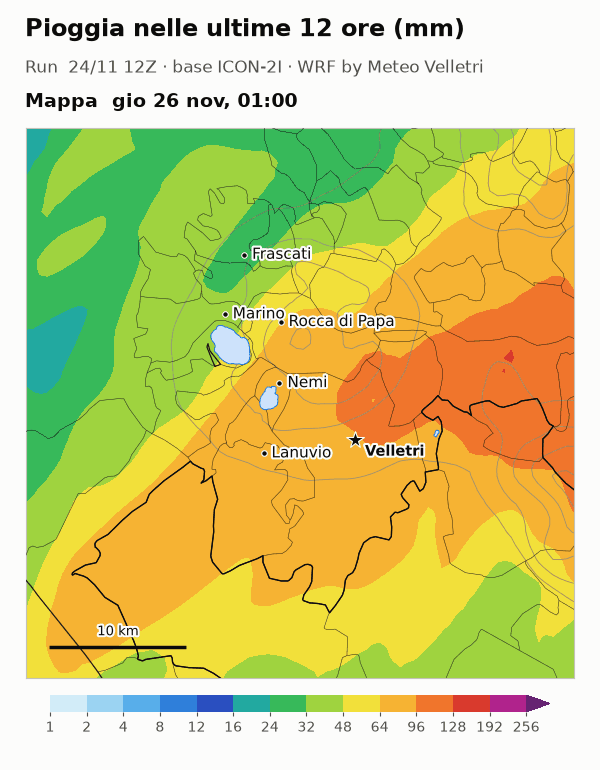 Pioggia nelle ultime 12 ore (mm)
Run 24/11 12Z · base ICON-2I · WRF by Meteo Velletri
Mappa gio 26 nov, 01:00
Frascati
Marino
Rocca di Papa
Nemi
Velletri
Lanuvio
10 km
1 2 4 8 12 16 24 32 48 64 96 128 192 256